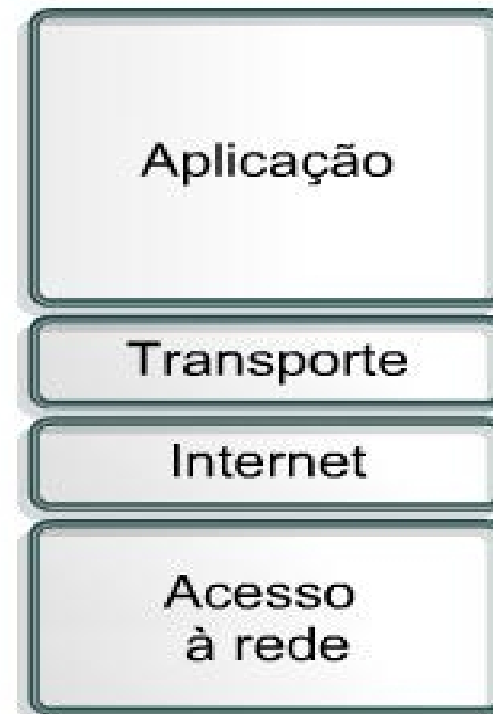 Aplicação
Transporte
Internet
Acesso
à rede